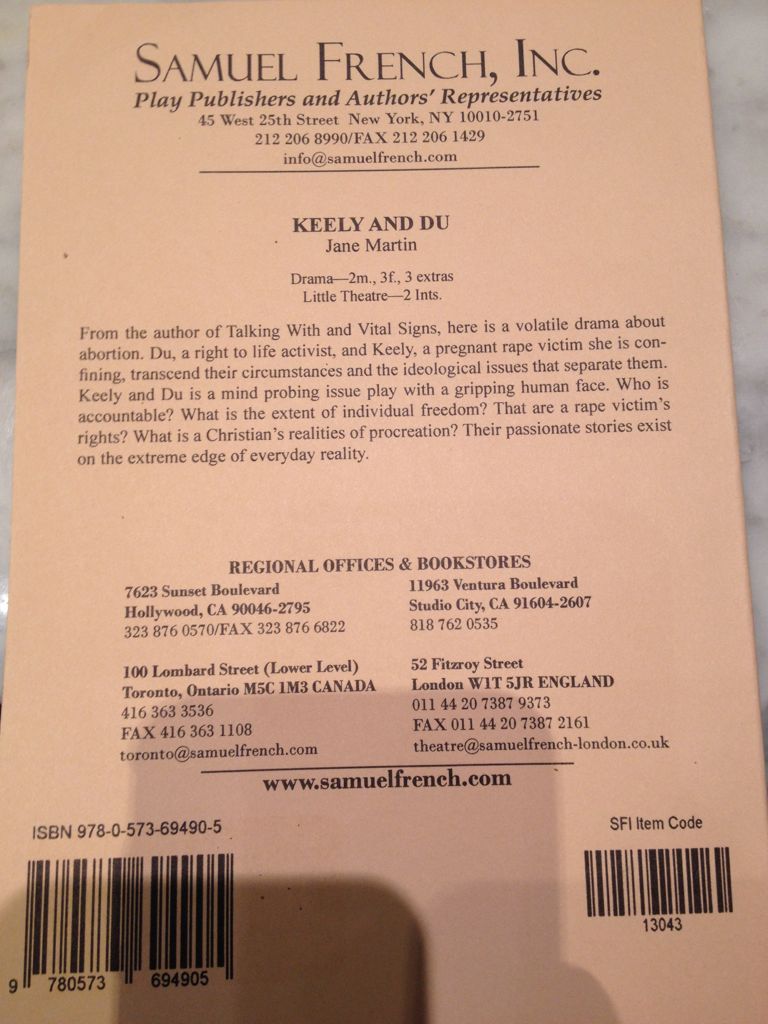 SAMUEL FRENCH, INC.
Play Publishers and Authors' Representatives
45 West 25th Street New York, NY 10010-2751
212 206 8990/FAX 212 206 1429
info@samuelfrench.com
KEELY AND DU
Jane Martin
Drama—2m., 3f., 3 extras
Little Theatre—2 Ints.
From the author of Talking With and Vital Signs, here is a volatile drama about
abortion. Du, a right to life activist, and Keely, a pregnant rape victim she is con-
fining, transcend their circumstances and the ideological issues that separate them.
Keely and Du is a mind probing issue play with a gripping human face. Who is
accountable? What is the extent of individual freedom? That are a rape victim's
rights? What is a Christian's realities of procreation? Their passionate stories exist
on the extreme edge of everyday reality.
REGIONAL OFFICES & BOOKSTORES
7623 Sunset Boulevard
Hollywood, CA 90046-2795
323 876 0570/FAX 323 876 6822
11963 Ventura Boulevard
Studio City, CA 91604-2607
818 762 0535
100 Lombard Street (Lower Level)
Toronto, Ontario M5C 1M3 CANADA
416 363 3536
FAX 416 363 1108
toronto@samuelfrench.com
52 Fitzroy Street
London W1T 5JR ENGLAND
011 44 20 7387 9373
FAX 011 44 20 7387 2161
theatre@samuelfrench-london.co.uk
www.samuelfrench.com
ISBN 978-0-573-69490-5
9 780573 694905
SFI Item Code
13043